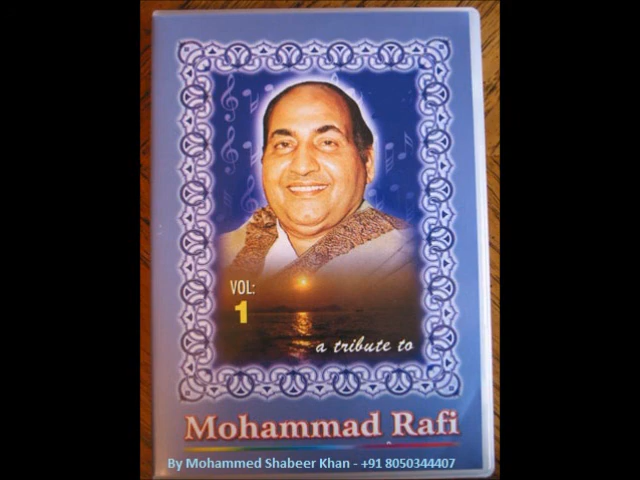 VOL:
1
a tribute to
Mohammad Rafi
By Mohammed Shabeer Khan - +91 8050344407